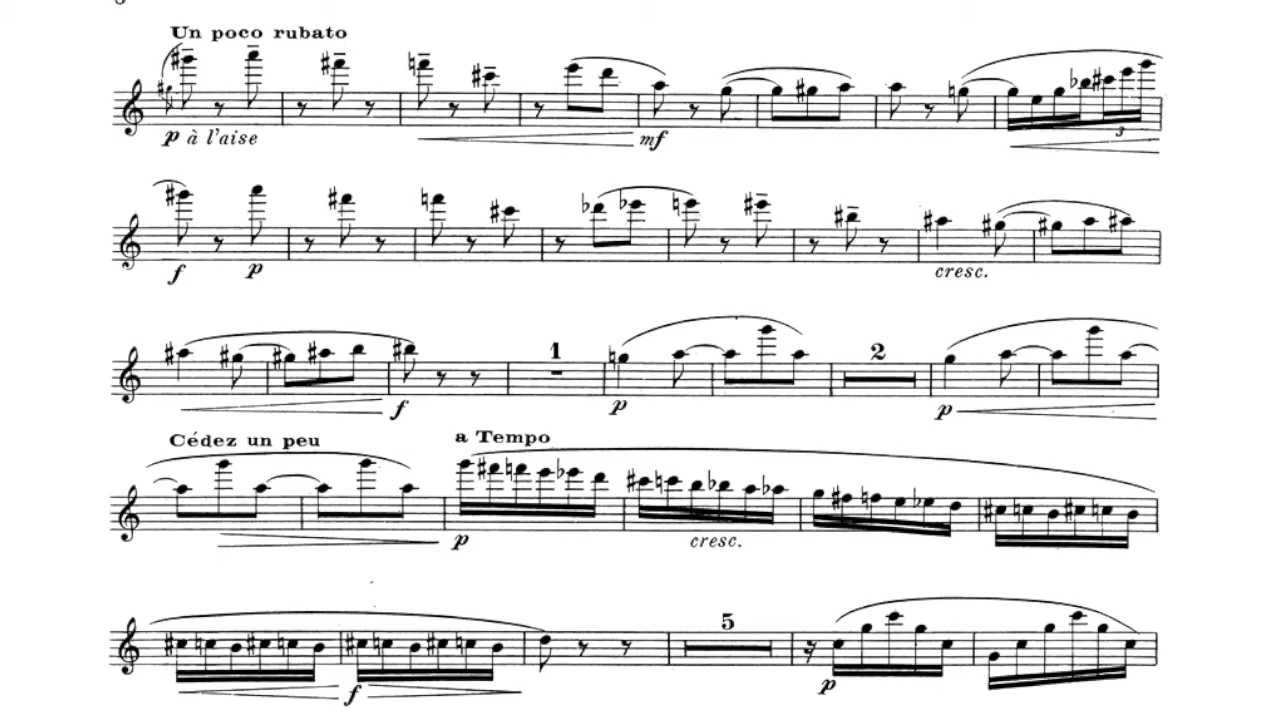 Un poco rubato
p à l'aise mf 3
f p cresc.
1 2
f p p
Cédez un peu a Tempo
p cresc.
5
f p